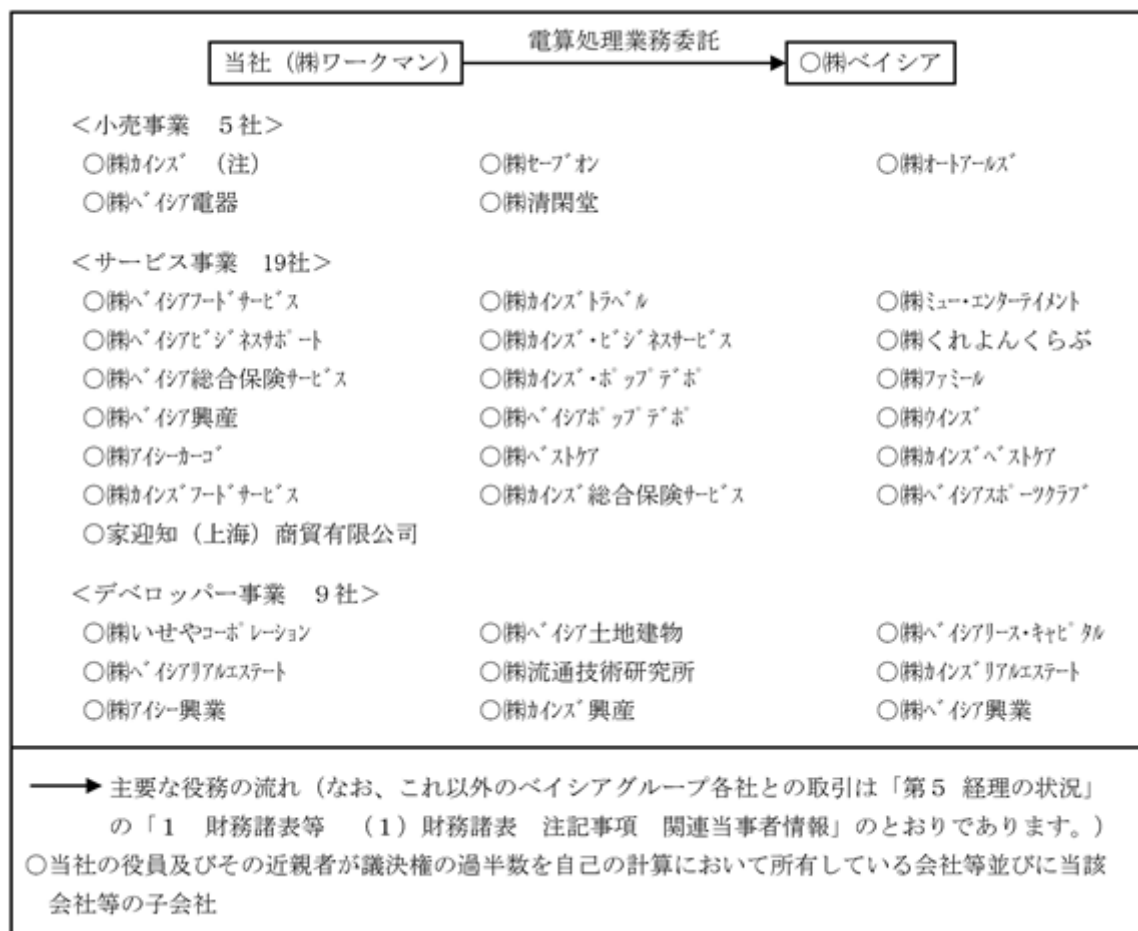 電算処理業務委託
当社（㈱ワークマン） ○㈱ベイシア
＜小売事業　５社＞
○㈱ｶｲﾝｽﾞ　（注） ○㈱ｾｰﾌﾞｵﾝ ○㈱ｵｰﾄｱｰﾙｽﾞ
○㈱ﾍﾞｲｼｱ電器 ○㈱清閑堂
＜サービス事業　19社＞
○㈱ﾍﾞｲｼｱﾌｰﾄﾞｻｰﾋﾞｽ ○㈱ｶｲﾝｽﾞﾄﾗﾍﾞﾙ ○㈱ﾐｭｰ・ｴﾝﾀｰﾃｲﾒﾝﾄ
○㈱ﾍﾞｲｼｱﾋﾞｼﾞﾈｽｻﾎﾟｰﾄ ○㈱ｶｲﾝｽﾞ・ﾋﾞｼﾞﾈｽｻｰﾋﾞｽ ○㈱くれよんくらぶ
○㈱ﾍﾞｲｼｱ総合保険ｻｰﾋﾞｽ ○㈱ｶｲﾝｽﾞ・ﾎﾟｯﾌﾟﾃﾞﾎﾟ ○㈱ﾌｧﾐｰﾙ
○㈱ﾍﾞｲｼｱ興産 ○㈱ﾍﾞｲｼｱﾎﾟｯﾌﾟﾃﾞﾎﾟ ○㈱ｳｲﾝｽﾞ
○㈱ｱｲｼｰｶｰｺﾞ ○㈱ﾍﾞｽﾄｹｱ ○㈱ｶｲﾝｽﾞﾍﾞｽﾄｹｱ
○㈱ｶｲﾝｽﾞﾌｰﾄﾞｻｰﾋﾞｽ ○㈱ｶｲﾝｽﾞ総合保険ｻｰﾋﾞｽ ○㈱ﾍﾞｲｼｱｽﾎﾟｰﾂｸﾗﾌﾞ
○家迎知（上海）商貿有限公司
＜デベロッパー事業　９社＞
○㈱いせやｺｰﾎﾟﾚｰｼｮﾝ ○㈱ﾍﾞｲｼｱ土地建物 ○㈱ﾍﾞｲｼｱﾘｰｽ・ｷｬﾋﾟﾀﾙ
○㈱ﾍﾞｲｼｱﾘｱﾙｴｽﾃｰﾄ ○㈱流通技術研究所 ○㈱ｶｲﾝｽﾞﾘｱﾙｴｽﾃｰﾄ
○㈱ｱｲｼｰ興業 ○㈱ｶｲﾝｽﾞ興産 ○㈱ﾍﾞｲｼｱ興業
主要な役務の流れ（なお、これ以外のベイシアグループ各社との取引は「第５ 経理の状況」
の「１　財務諸表等　（１）財務諸表　注記事項　関連当事者情報」のとおりであります。）
○当社の役員及びその近親者が議決権の過半数を自己の計算において所有している会社等並びに当該
会社等の子会社